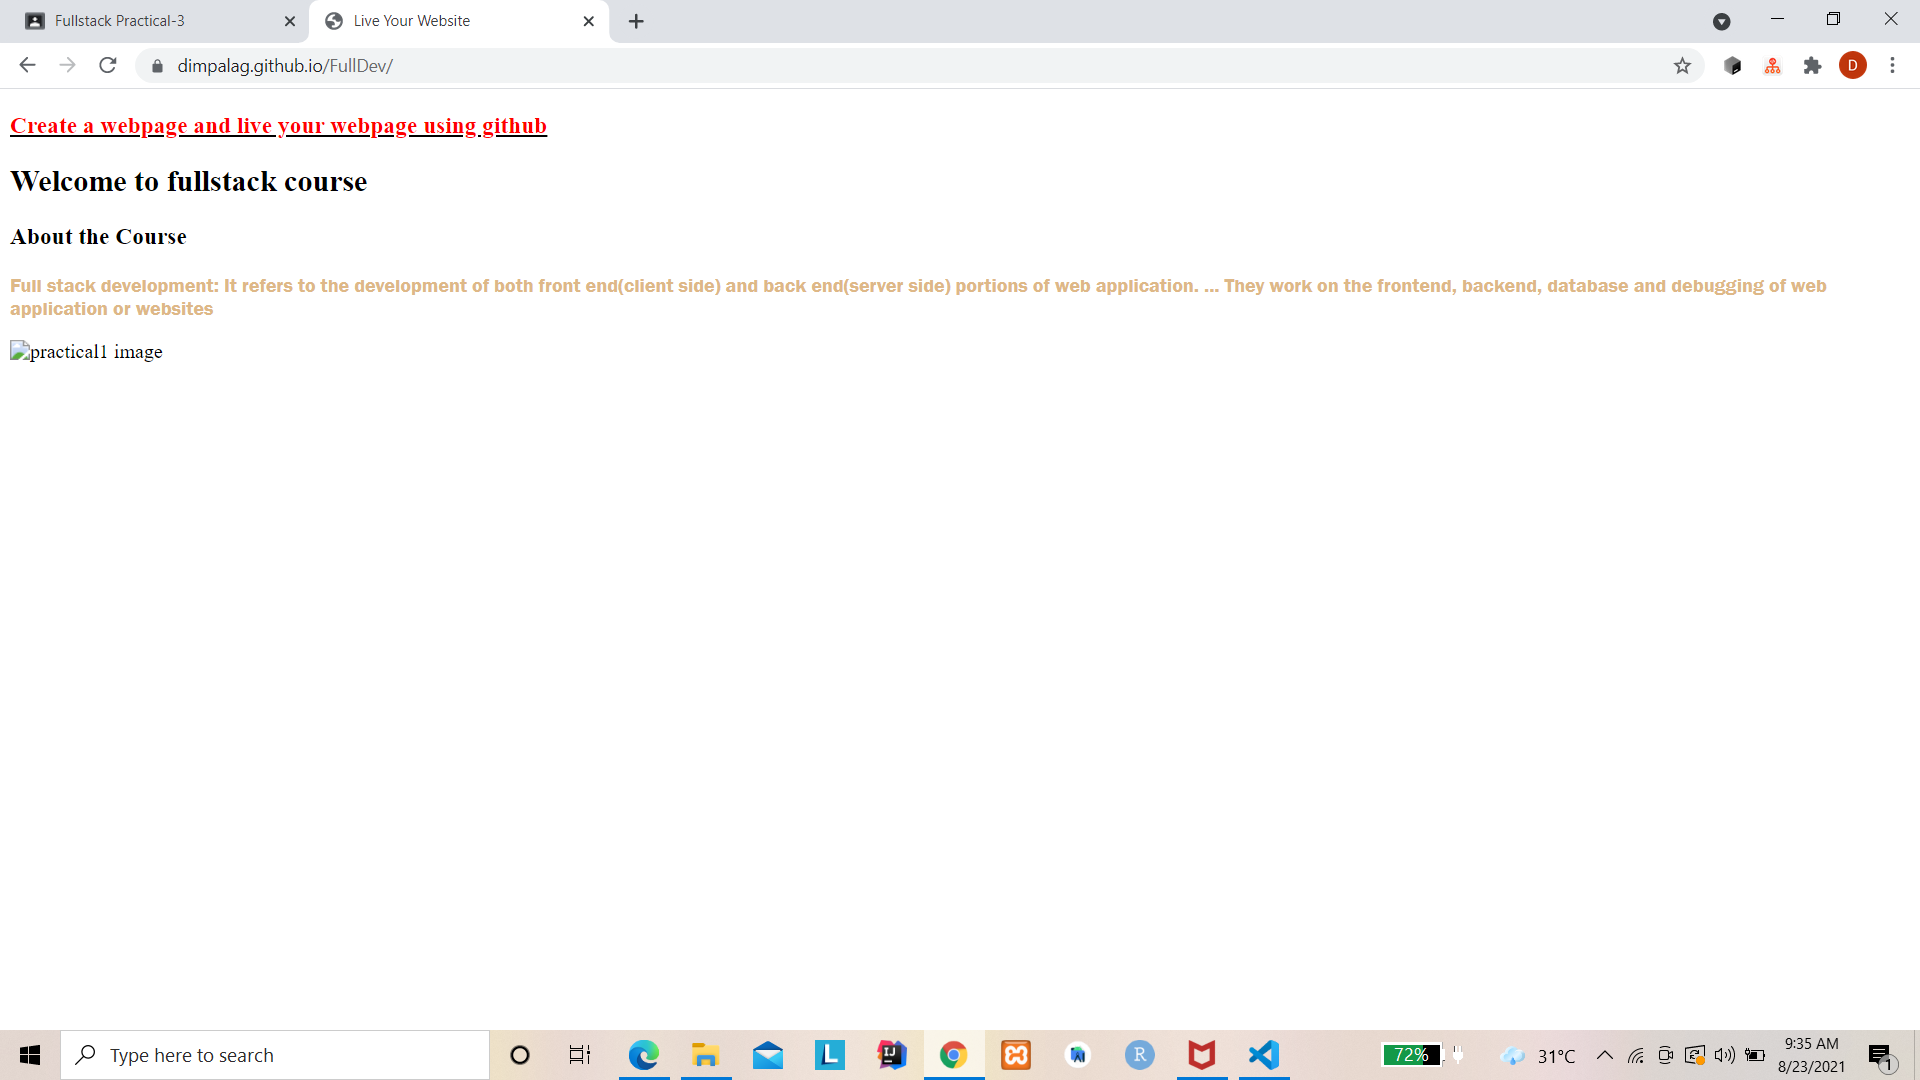 Fullstack Practical-3
Live Your Website
dimpalag.github.io/FullDev/
D
Create a webpage and live your webpage using github
Welcome to fullstack course
About the Course
Full stack development: It refers to the development of both front end(client side) and back end(server side) portions of web application. ... They work on the frontend, backend, database and debugging of web
application or websites
practical1 image
Type here to search
L
IJ
R
72%
31°C
9:35 AM
8/23/2021
1